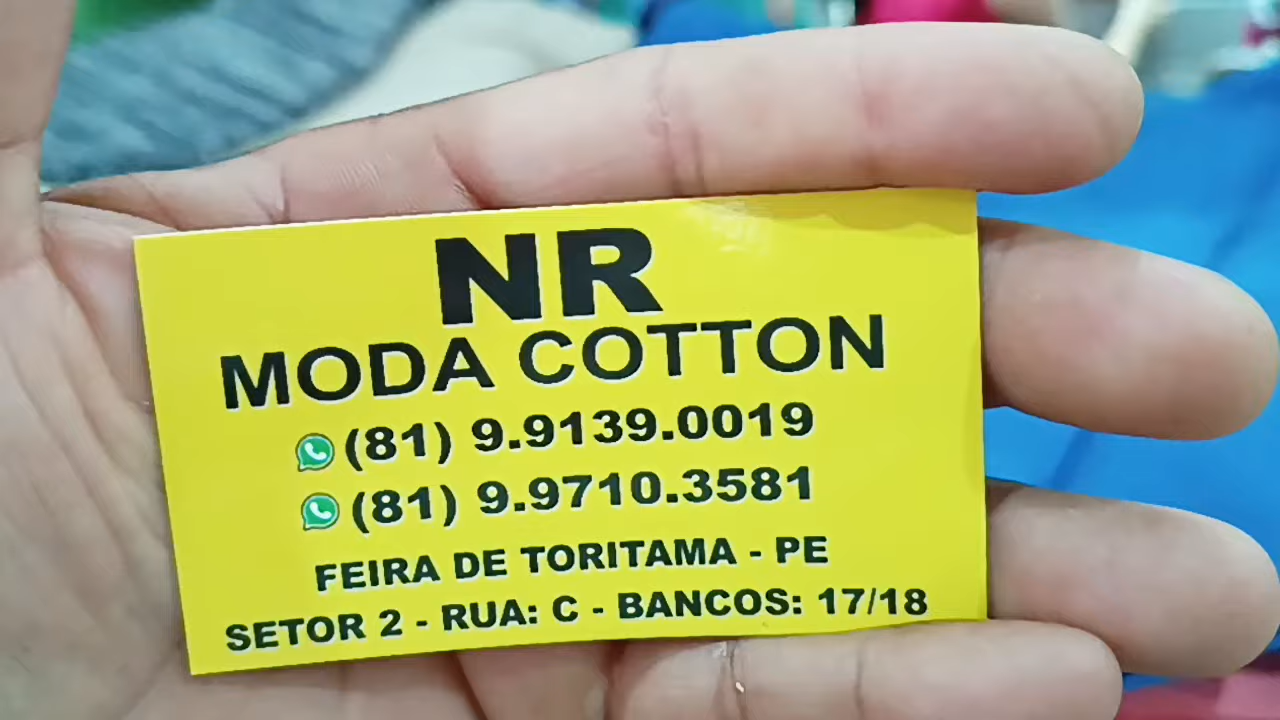 NR
MODA COTTON
(81) 9.9139.0019
(81) 9.9710.3581
FEIRA DE TORITAMA - PE
SETOR 2 - RUA: C - BANCOS: 17/18